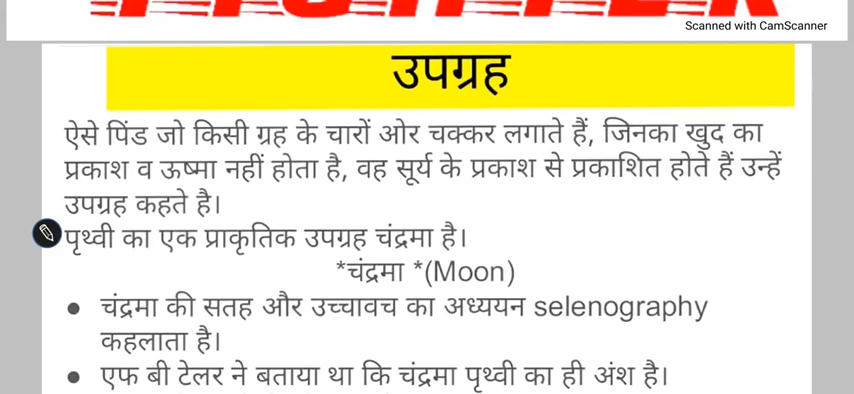 Scanned with CamScanner
उपग्रह
ऐसे पिंड जो किसी ग्रह के चारों ओर चक्कर लगाते हैं, जिनका खुद का
प्रकाश व ऊष्मा नहीं होता है, वह सूर्य के प्रकाश से प्रकाशित होते हैं उन्हें
उपग्रह कहते है।
पृथ्वी का एक प्राकृतिक उपग्रह चंद्रमा है।
*चंद्रमा *(Moon)
● चंद्रमा की सतह और उच्चावच का अध्ययन selenography
कहलाता है।
● एफ बी टेलर ने बताया था कि चंद्रमा पृथ्वी का ही अंश है।